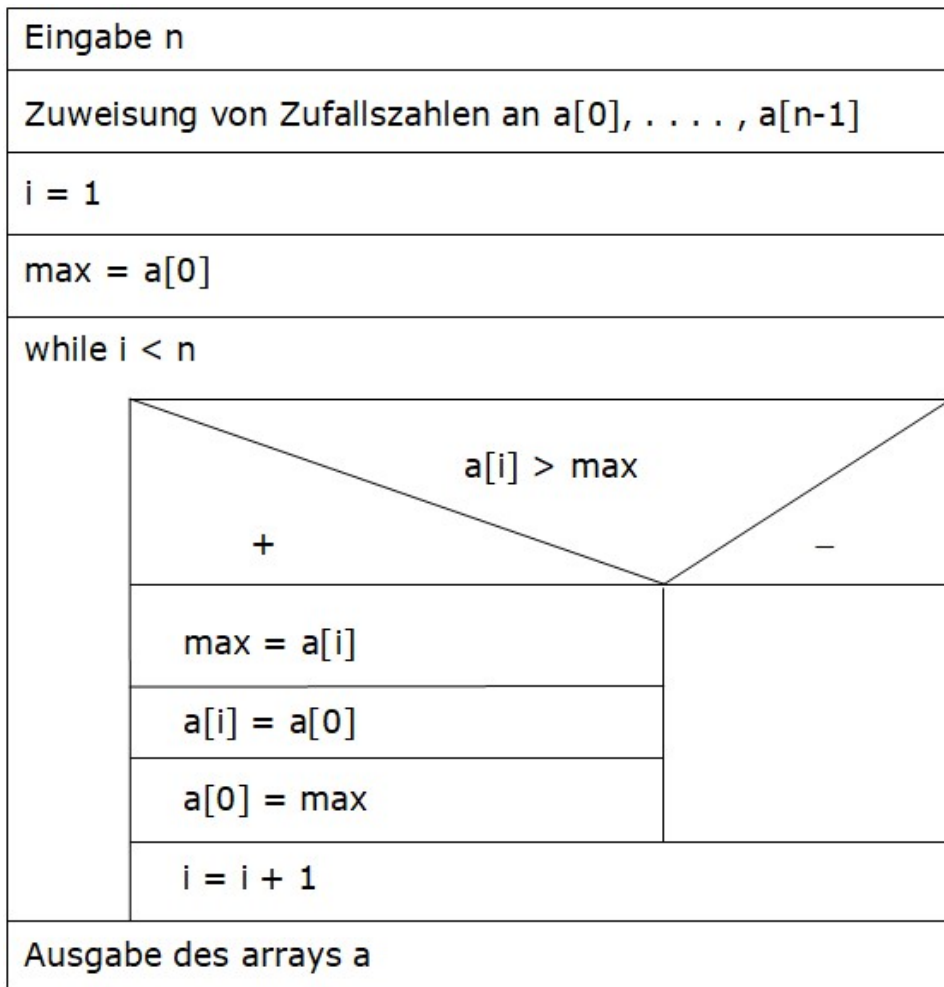 Eingabe n
Zuweisung von Zufallszahlen an a[0], . . . . , a[n-1]
i = 1
max = a[0]
while i < n
a[i] > max
+ –
max = a[i]
a[i] = a[0]
a[0] = max
i = i + 1
Ausgabe des arrays a